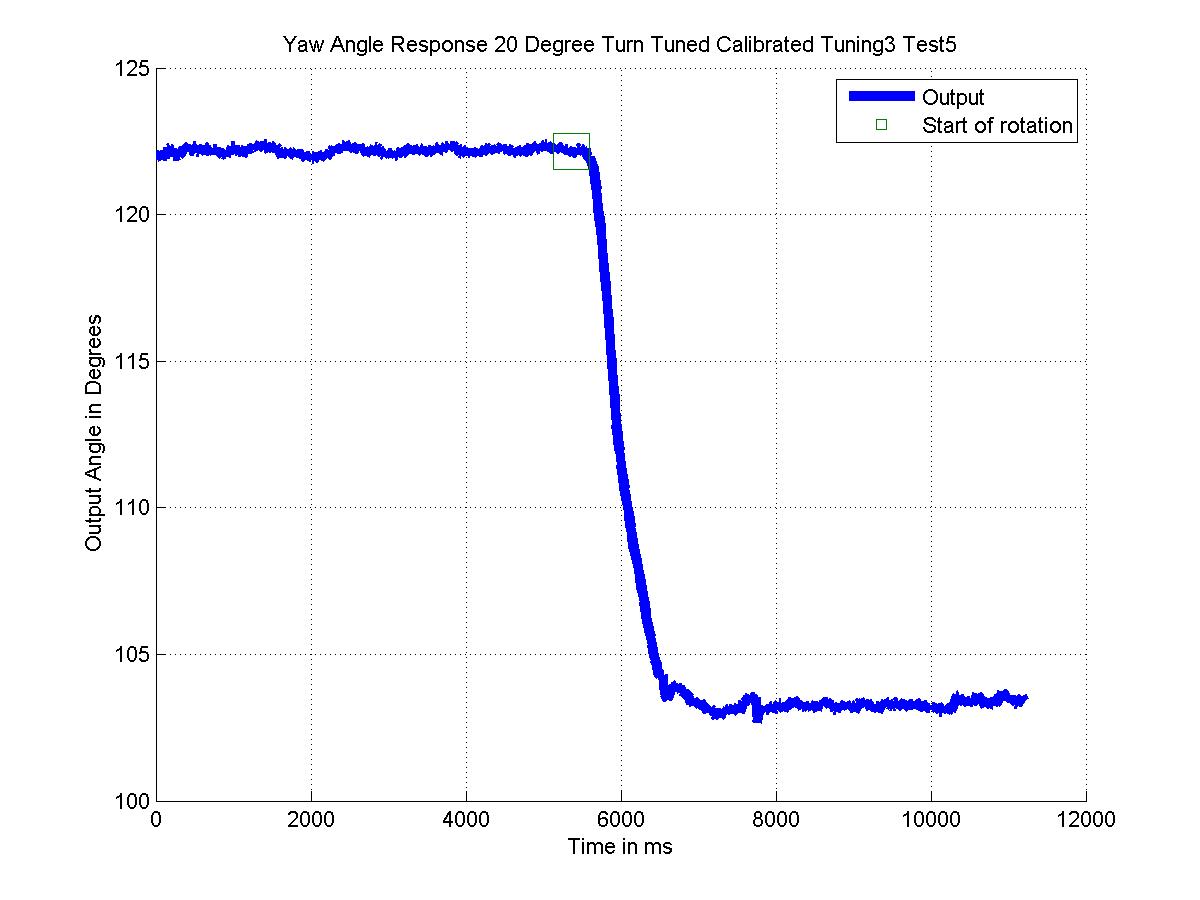 Yaw Angle Response 20 Degree Turn Tuned Calibrated Tuning3 Test5
Output
Start of rotation
Output Angle in Degrees
125
120
115
110
105
100
0 2000 4000 6000 8000 10000 12000
Time in ms